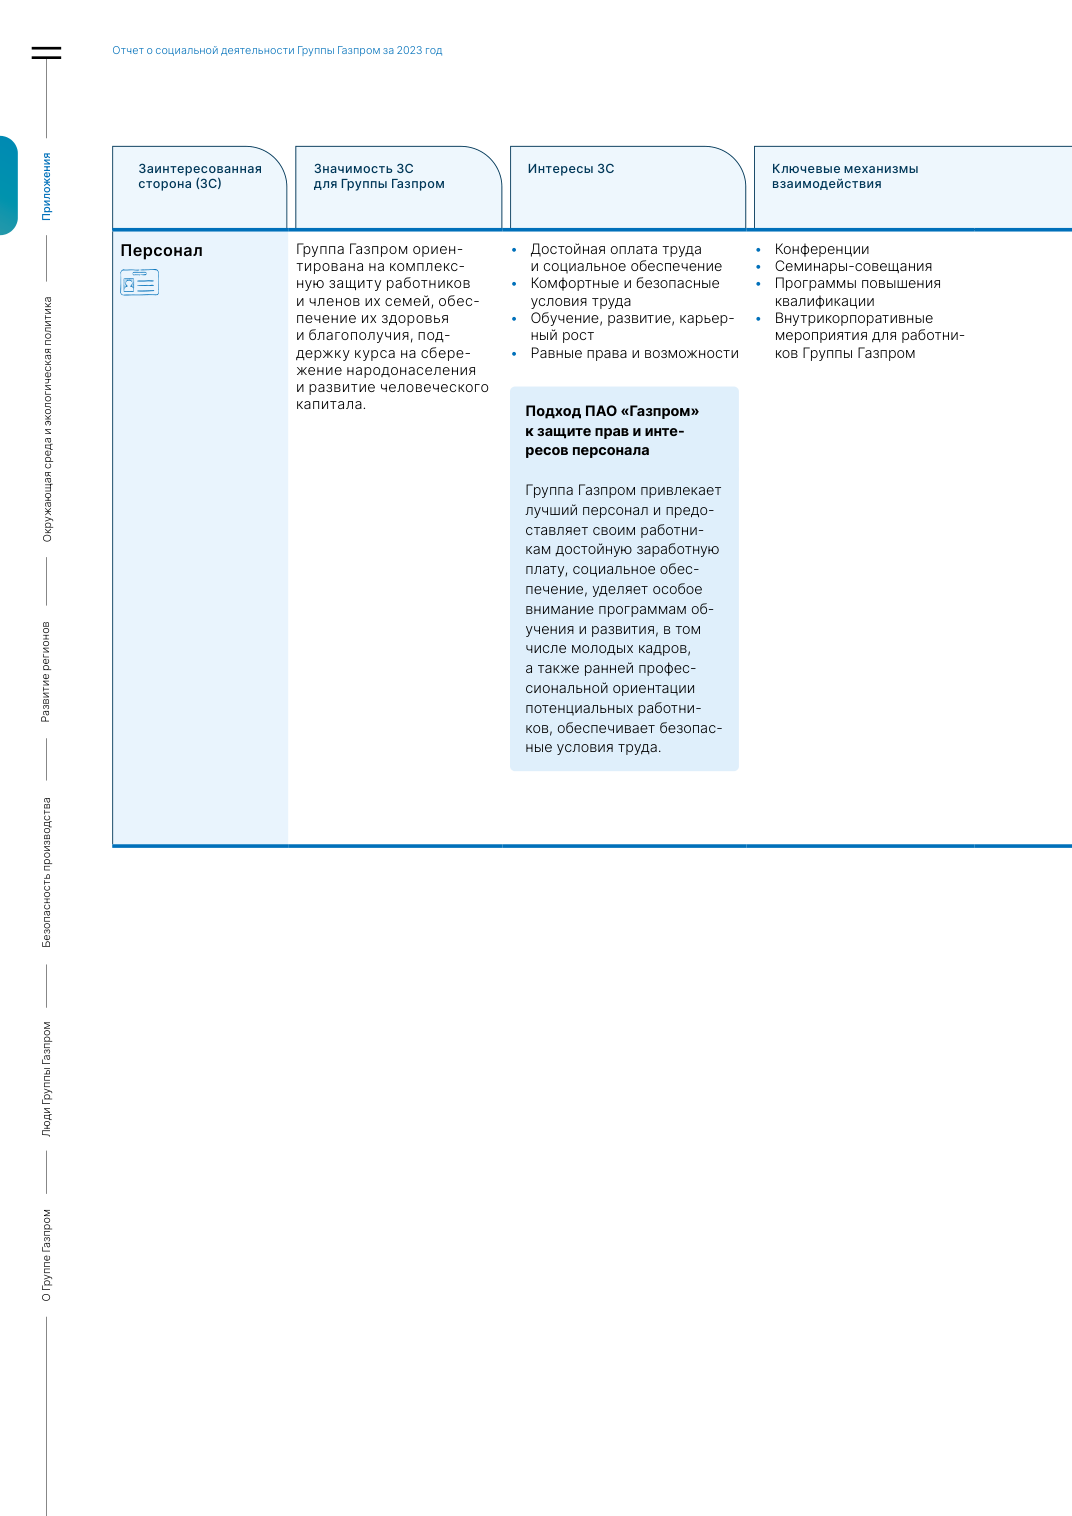 Отчет о социальной деятельности Группы Газпром за 2023 год
Приложения
Окружающая среда и экологическая политика
Развитие регионов
Безопасность производства
Люди Группы Газпром
О Группе Газпром
Заинтересованная
сторона (ЗС)
Значимость ЗС
для Группы Газпром
Интересы ЗС
Ключевые механизмы
взаимодействия
Персонал
Группа Газпром ориен-
тирована на комплекс-
ную защиту работников
и членов их семей, обес-
печение их здоровья
и благополучия, под-
держку курса на сбере-
жение народонаселения
и развитие человеческого
капитала.
• Достойная оплата труда
и социальное обеспечение
• Комфортные и безопасные
условия труда
• Обучение, развитие, карьер-
ный рост
• Равные права и возможности
Подход ПАО «Газпром»
к защите прав и инте-
ресов персонала
Группа Газпром привлекает
лучший персонал и предо-
ставляет своим работни-
кам достойную заработную
плату, социальное обес-
печение, уделяет особое
внимание программам об-
учения и развития, в том
числе молодых кадров,
а также ранней профес-
сиональной ориентации
потенциальных работни-
ков, обеспечивает безопас-
ные условия труда.
• Конференции
• Семинары-совещания
• Программы повышения
квалификации
• Внутрикорпоративные
мероприятия для работни-
ков Группы Газпром